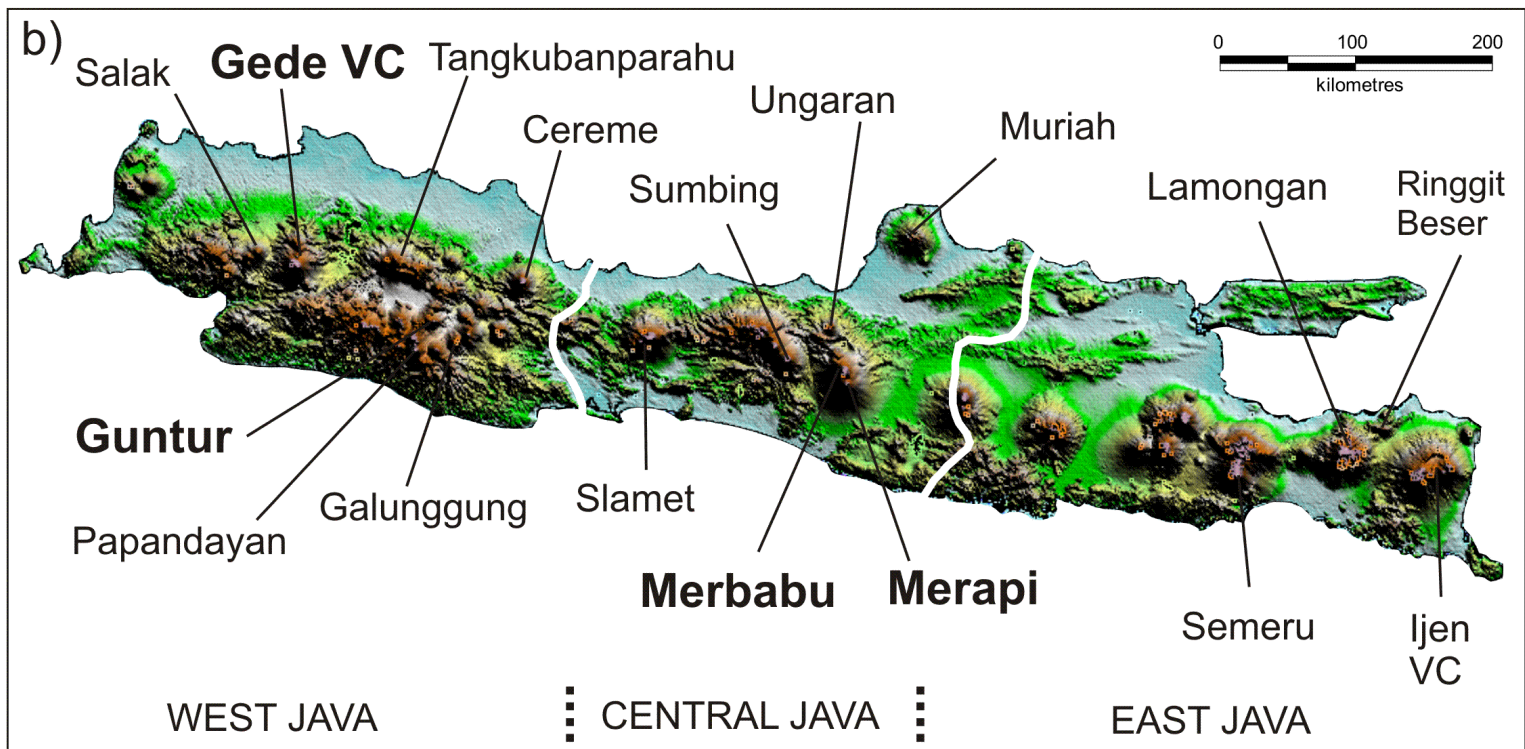 b)
Salak
Gede VC
Tangkubanparahu
Cereme
Ungaran
Sumbing
Muriah
0 100 200
kilometres
Lamongan
Ringgit
Beser
Guntur
Papandayan
Galunggung
Slamet
Merbabu
Merapi
Semeru
Ijen
VC
WEST JAVA
CENTRAL JAVA
EAST JAVA